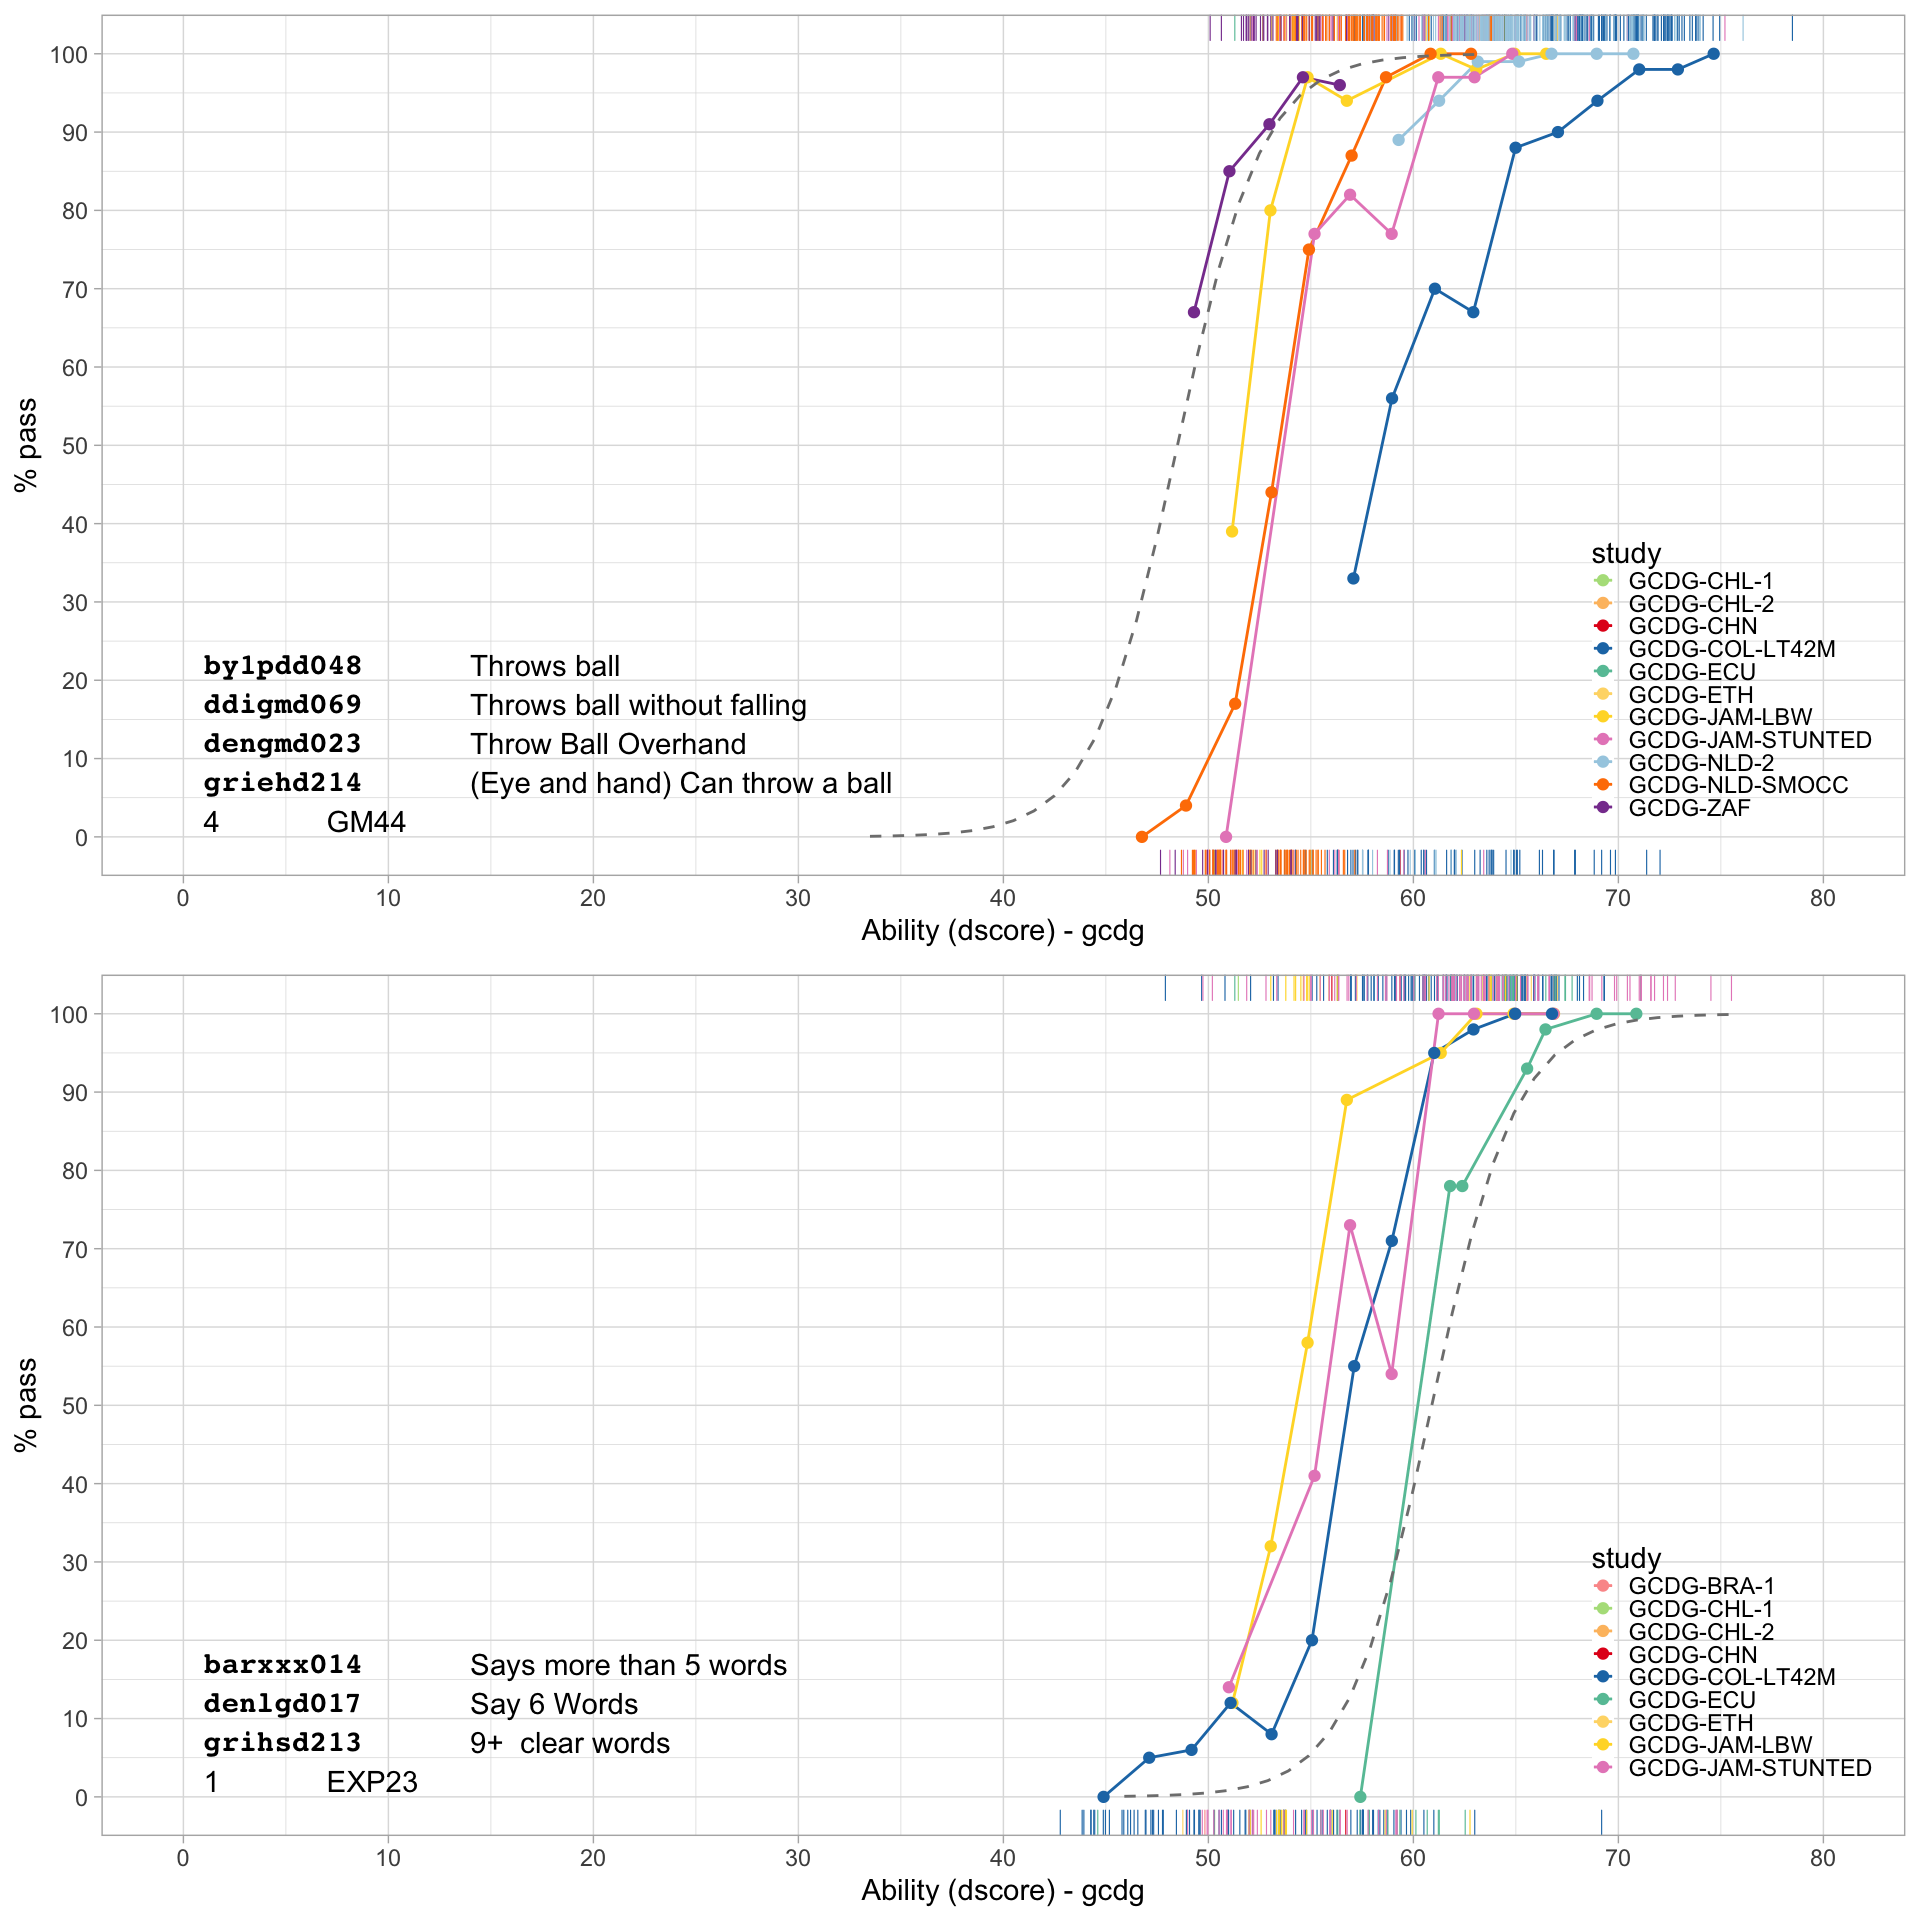 100
90
80
70
60
50
40
30
20
10
0
% pass
by1pdd048 Throws ball
ddigmd069 Throws ball without falling
dengmd023 Throw Ball Overhand
griehd214 (Eye and hand) Can throw a ball
4 GM44
study
GCDG-CHL-1
GCDG-CHL-2
GCDG-CHN
GCDG-COL-LT42M
GCDG-ECU
GCDG-ETH
GCDG-JAM-LBW
GCDG-JAM-STUNTED
GCDG-NLD-2
GCDG-NLD-SMOCC
GCDG-ZAF
0 10 20 30 40 50 60 70 80
Ability (dscore) - gcdg
100
90
80
70
60
50
40
30
20
10
0
% pass
barxxx014 Says more than 5 words
denlgd017 Say 6 Words
grihsd213 9+ clear words
1 EXP23
study
GCDG-BRA-1
GCDG-CHL-1
GCDG-CHL-2
GCDG-CHN
GCDG-COL-LT42M
GCDG-ECU
GCDG-ETH
GCDG-JAM-LBW
GCDG-JAM-STUNTED
0 10 20 30 40 50 60 70 80
Ability (dscore) - gcdg